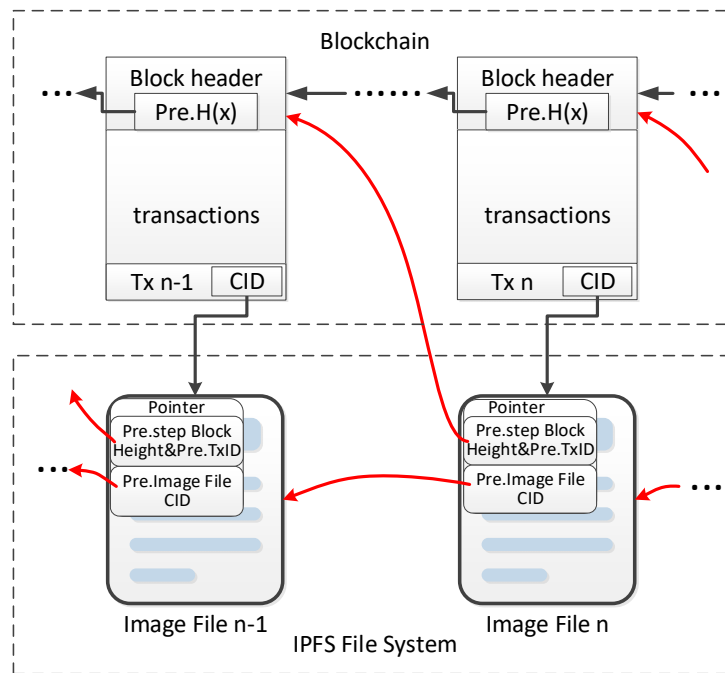 Blockchain
Block header
Pre.H(x)
transactions
Tx n-1
CID
Block header
Pre.H(x)
transactions
Tx n
CID
Pointer
Pre.step Block
Height&Pre.TxID
Pre.Image File
CID
Image File n-1
Pointer
Pre.step Block
Height&Pre.TxID
Pre.Image File
CID
Image File n
IPFS File System